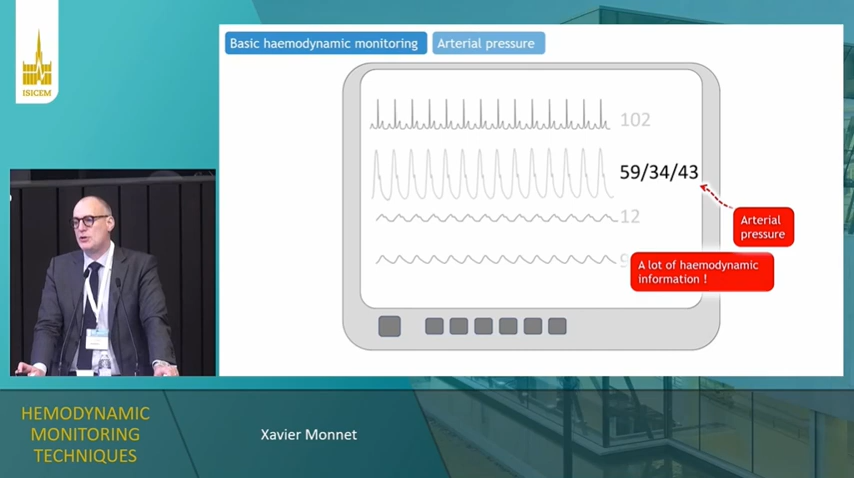 ISICEM
Basic haemodynamic monitoring
Arterial pressure
102
59/34/43
12
9
Arterial
pressure
A lot of haemodynamic
information !
HEMODYNAMIC
MONITORING
TECHNIQUES
Xavier Monnet